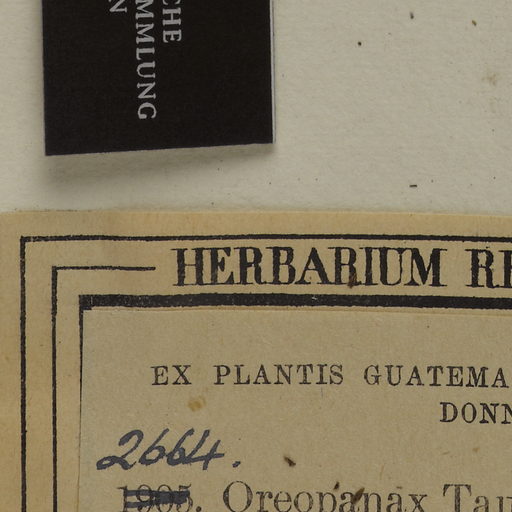 CHE
MMLUNG
N
HERBARIUM RE
EX PLANTIS GUATEMA
DONN
2664.
1905. Oreopanax Tau